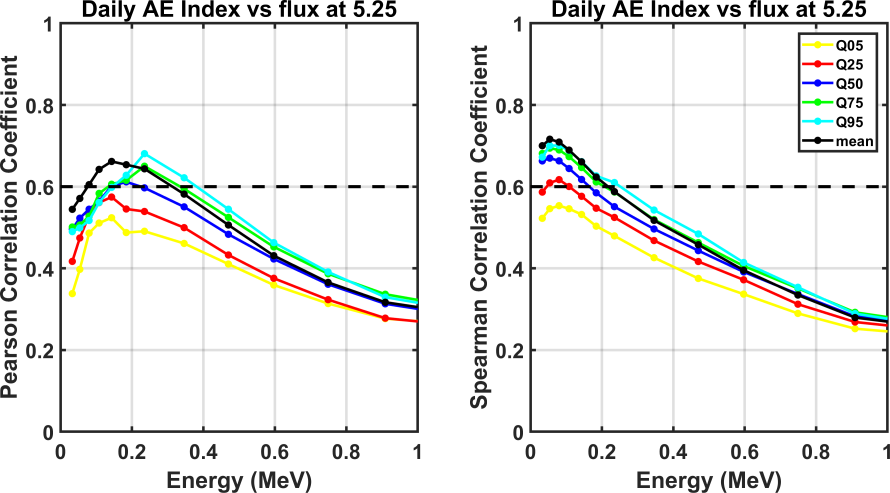 Daily AE Index vs flux at 5.25
Pearson Correlation Coefficient
1
0.8
0.6
0.4
0.2
0
0 0.2 0.4 0.6 0.8 1
Energy (MeV)
Daily AE Index vs flux at 5.25
Spearman Correlation Coefficient
1
0.8
0.6
0.4
0.2
0
0 0.2 0.4 0.6 0.8 1
Energy (MeV)
Q05
Q25
Q50
Q75
Q95
mean